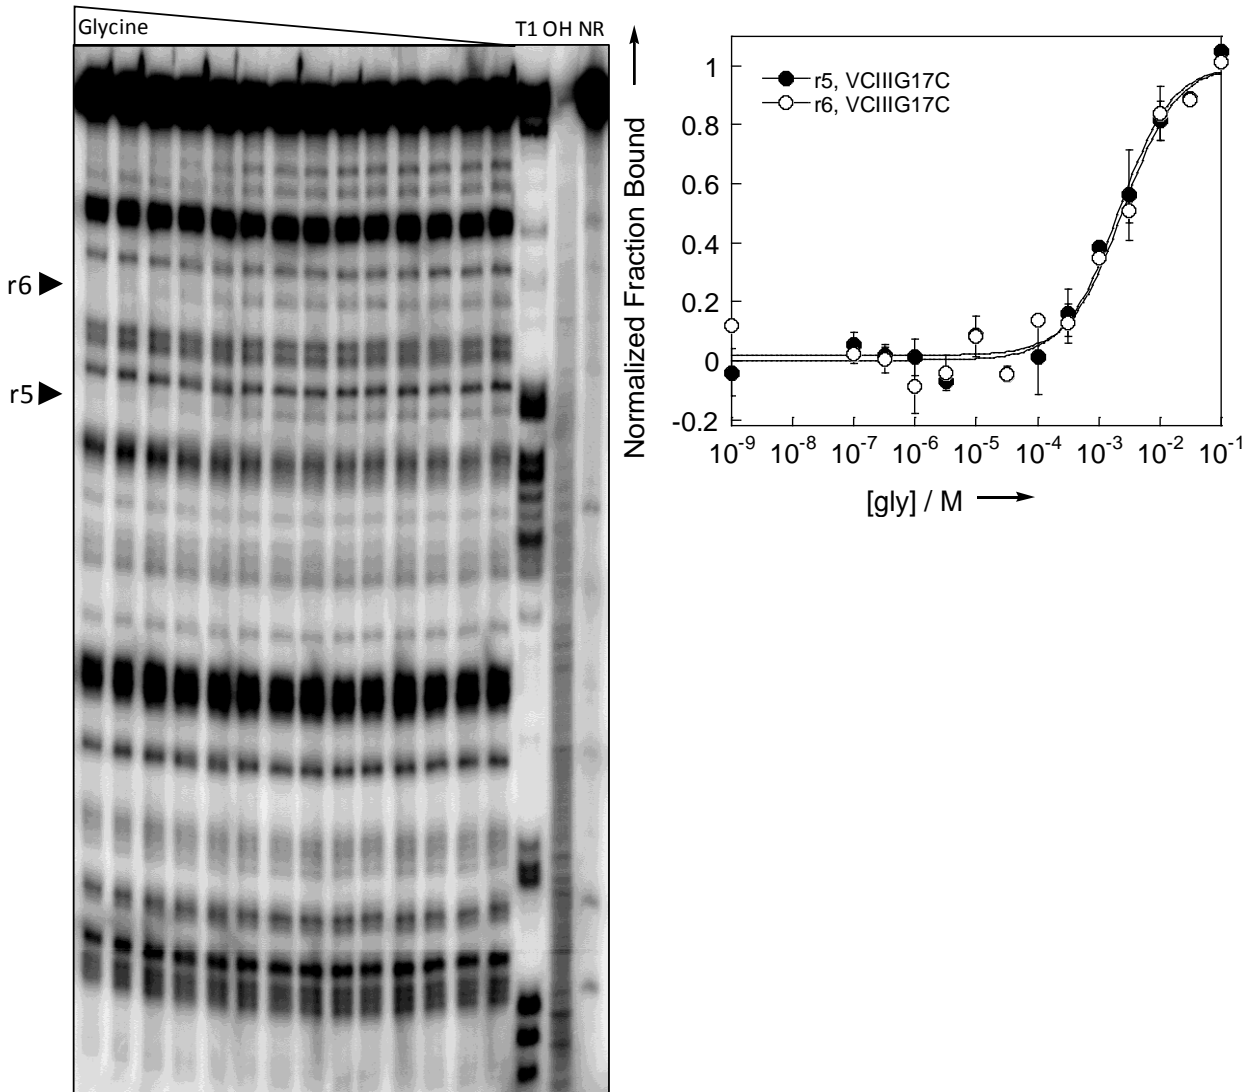 Glycine
T1 OH NR
r6
r5
Normalized Fraction Bound
1
0.8
0.6
0.4
0.2
0
-0.2
r5, VCIIIG17C
r6, VCIIIG17C
10-9 10-8 10-7 10-6 10-5 10-4 10-3 10-2 10-1
[gly] / M